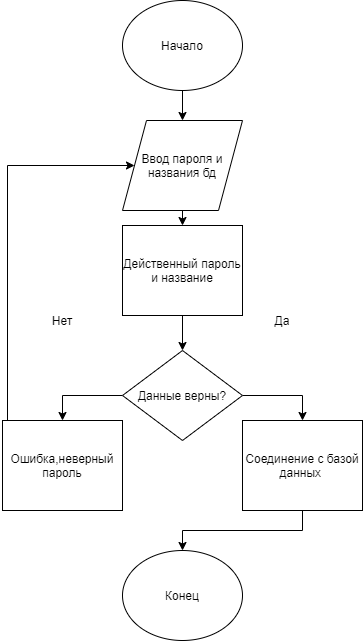 Начало
Ввод пароля и
названия бд
Действенный пароль
и название
Нет
Да
Данные верны?
Ошибка,неверный
пароль
Соединение с базой
данных
Конец